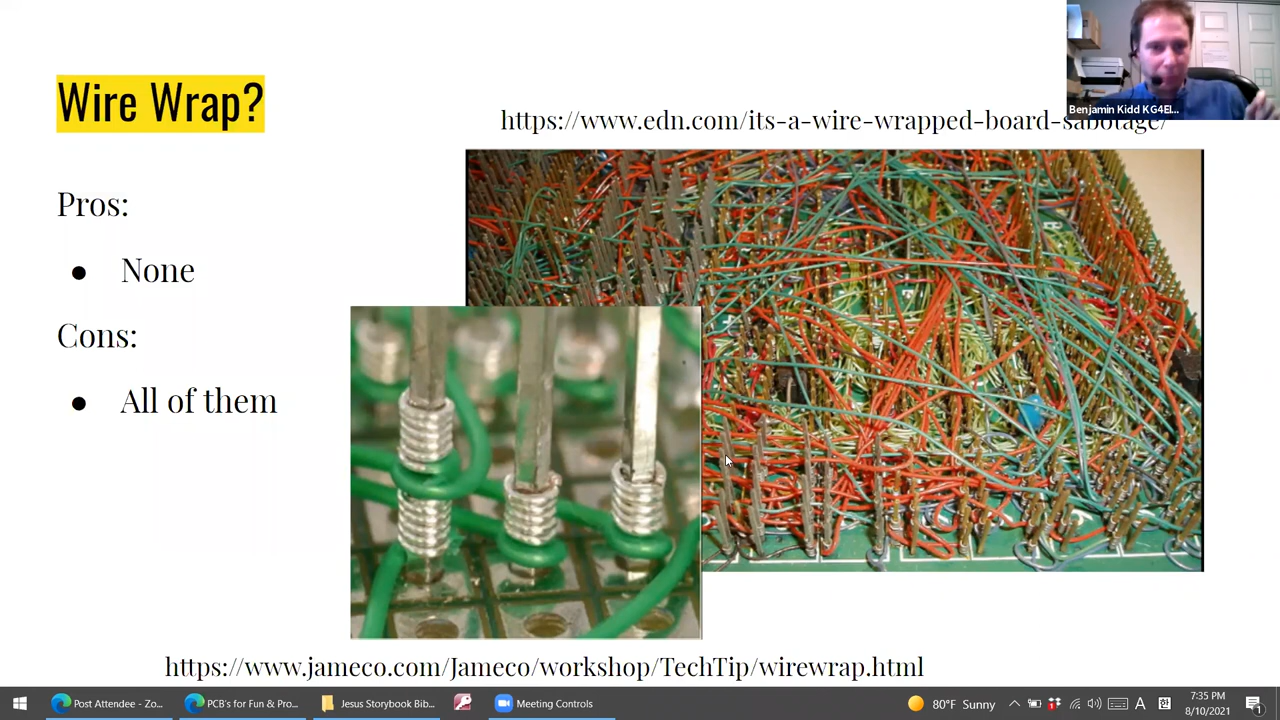 Wire Wrap?
https://www.edn.com/its-a-wire-wrapped-board-sabotage/
Benjamin Kidd KG4EI...
Pros:
● None
Cons:
● All of them
https://www.jameco.com/Jameco/workshop/TechTip/wirewrap.html
Post Attendee - Zo...
PCB's for Fun & Pro...
Jesus Storybook Bib...
Meeting Controls
80°F Sunny
A
7:35 PM
8/10/2021
1